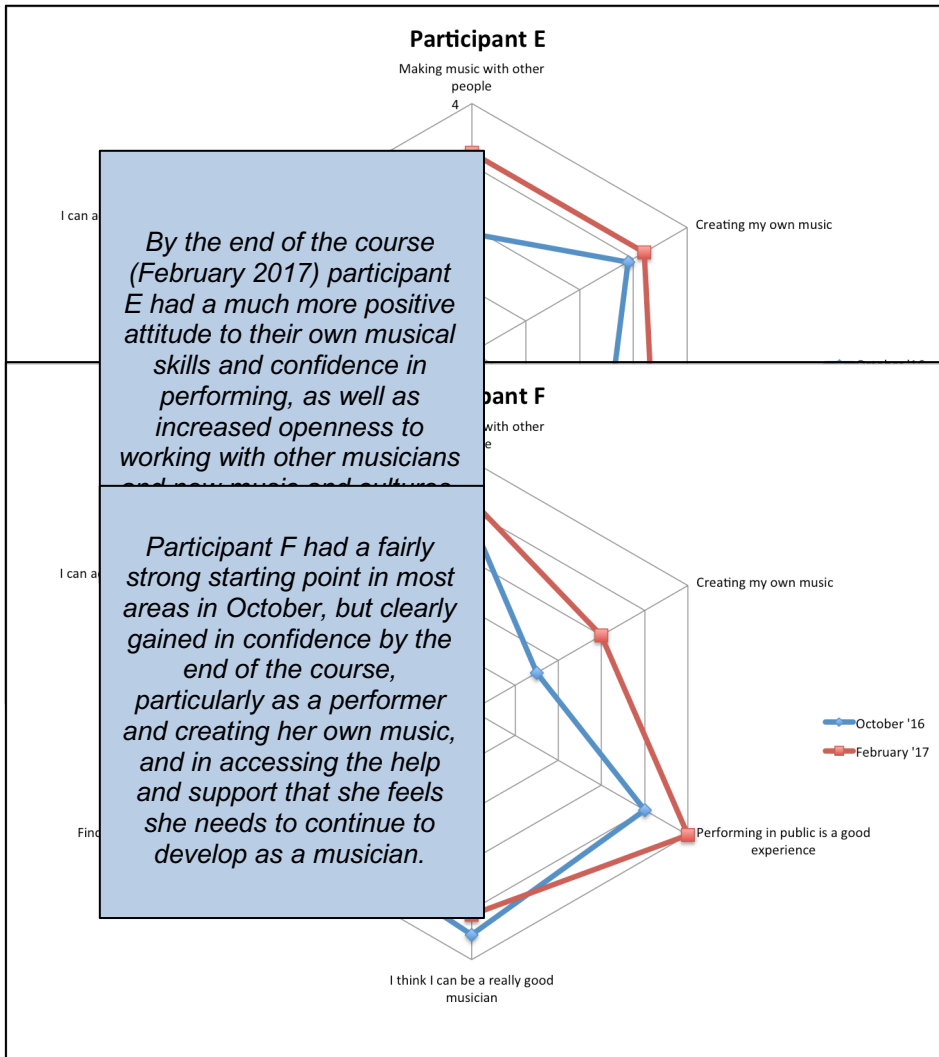 Participant E
Making music with other
people
4
I can a
Creating my own music
By the end of the course
(February 2017) participant
E had a much more positive
attitude to their own musical
skills and confidence in
performing, as well as
increased openness to
working with other musicians
and new music and cultures.
pant F
with other
I can a
Creating my own music
Participant F had a fairly
strong starting point in most
areas in October, but clearly
gained in confidence by the
end of the course,
particularly as a performer
and creating her own music,
and in accessing the help
and support that she feels
she needs to continue to
develop as a musician.
October '16
February '17
Find
Performing in public is a good
experience
I think I can be a really good
musician